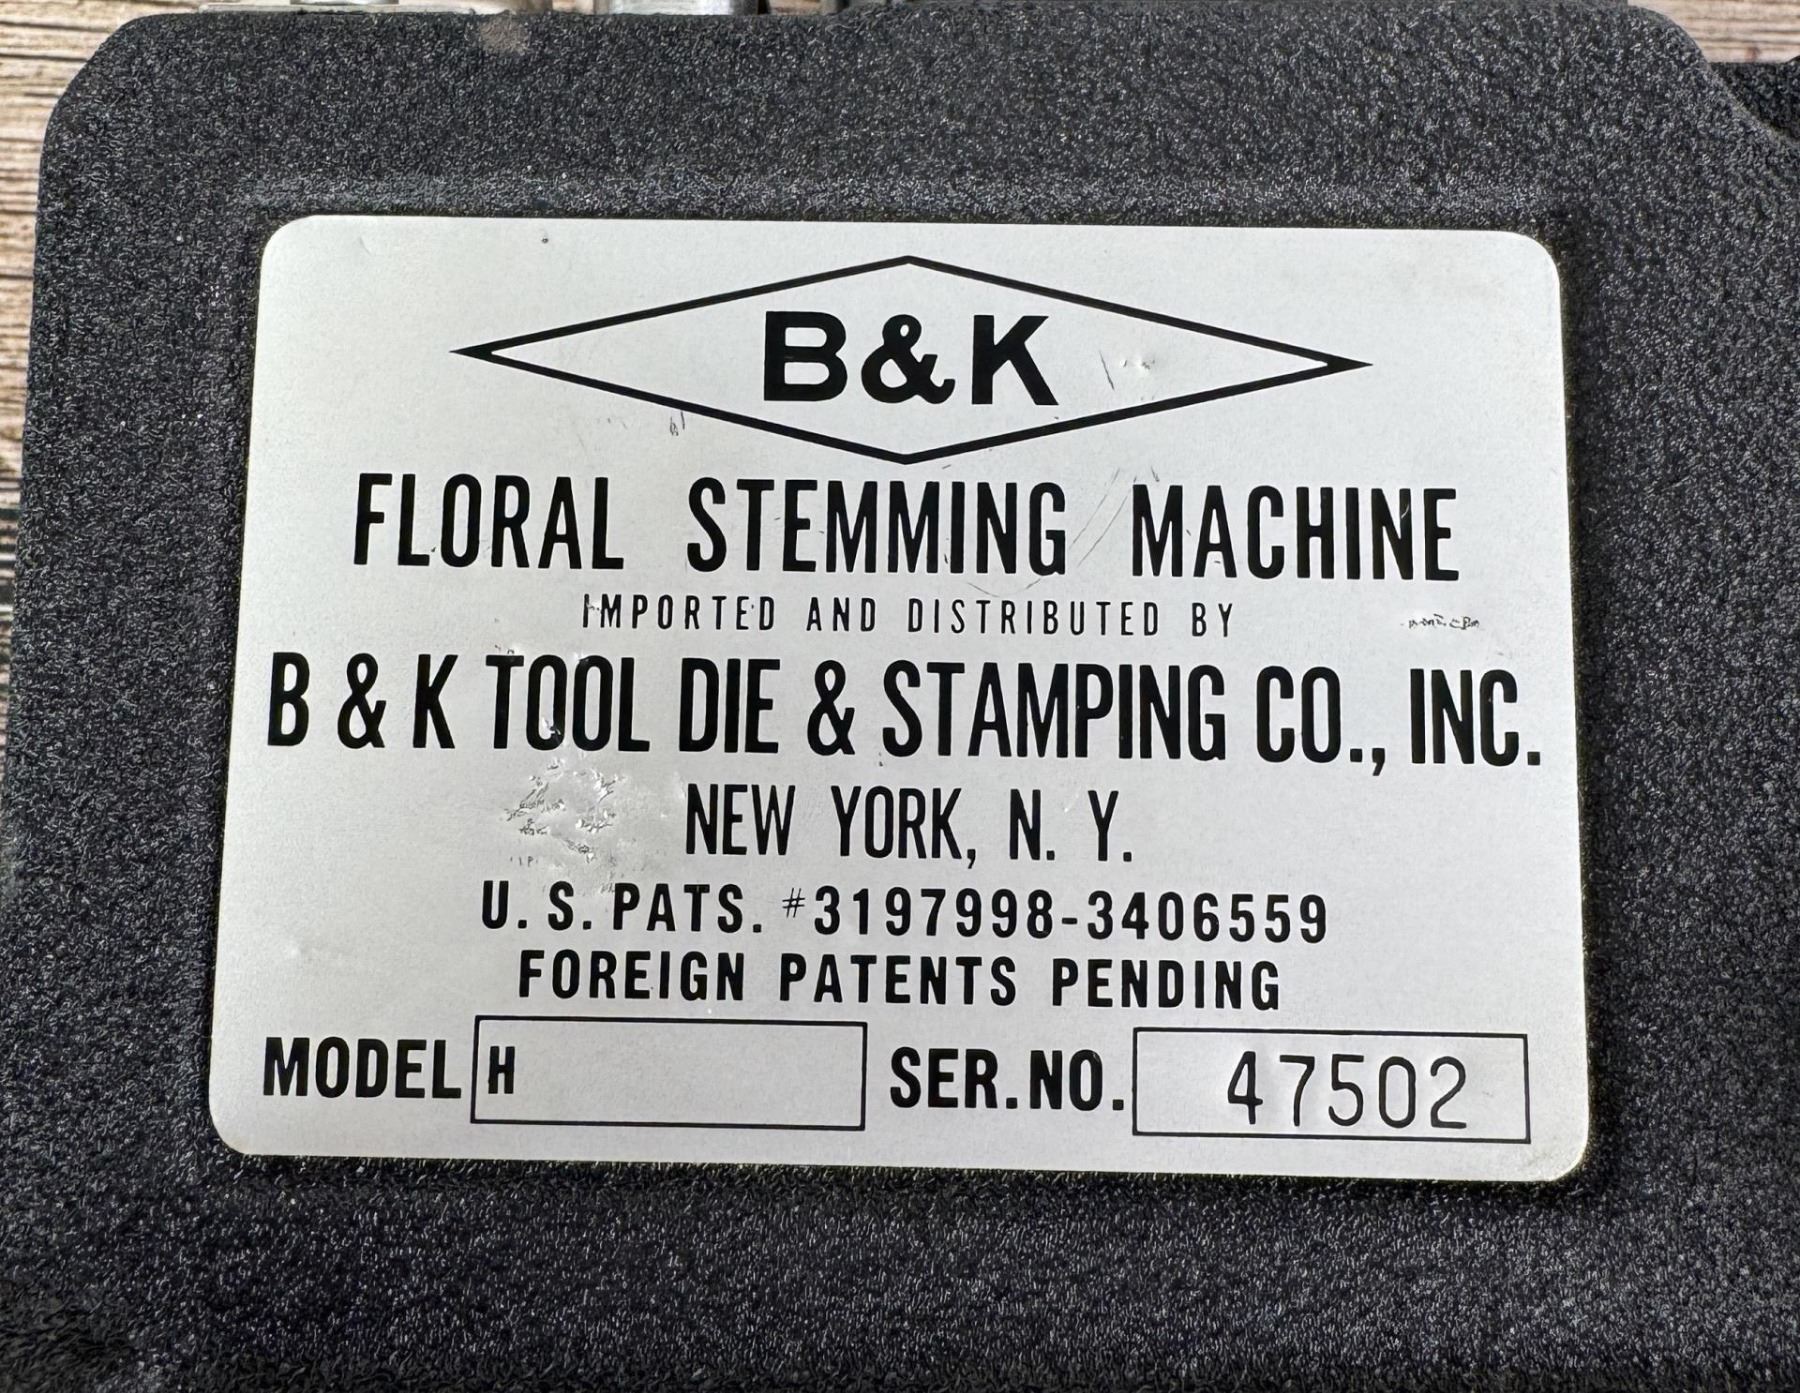 B&K
FLORAL STEMMING MACHINE
IMPORTED AND DISTRIBUTED BY
B & K TOOL DIE & STAMPING CO., INC.
NEW YORK, N. Y.
U. S. PATS. #3197998-3406559
FOREIGN PATENTS PENDING
MODEL H SER. NO. 47502